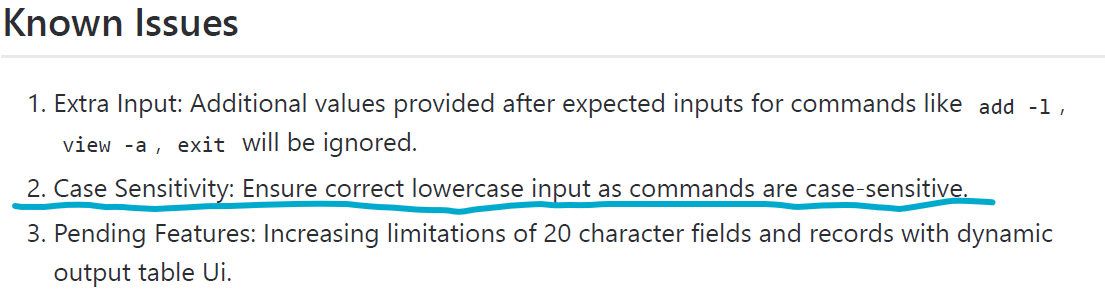 Known Issues
1. Extra Input: Additional values provided after expected inputs for commands like add -l ,
view -a , exit will be ignored.
2. Case Sensitivity: Ensure correct lowercase input as commands are case-sensitive.
3. Pending Features: Increasing limitations of 20 character fields and records with dynamic
output table Ui.